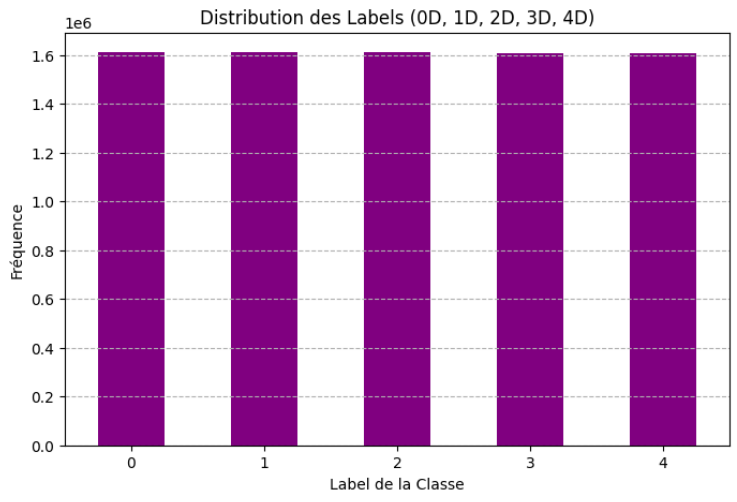 Distribution des Labels (0D, 1D, 2D, 3D, 4D)
1e6
1.6
1.4
1.2
1.0
0.8
0.6
0.4
0.2
0.0
Fréquence
0 1 2 3 4
Label de la Classe